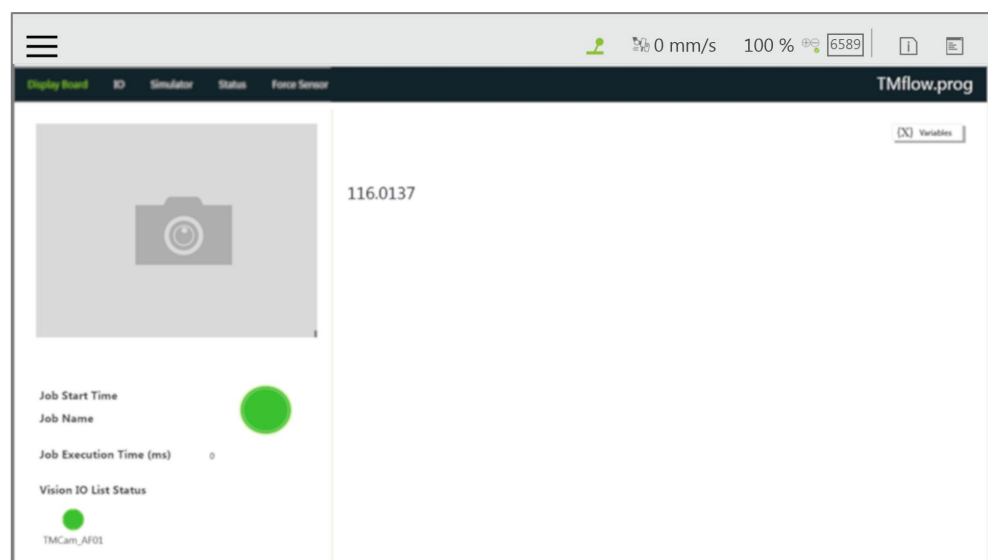 0 mm/s 100 % 6589
Display Board IO Simulator Status Force Sensor TMflow.prog
{X} Variables
116.0137
Job Start Time
Job Name
Job Execution Time (ms) 0
Vision IO List Status
TMCam_AF01